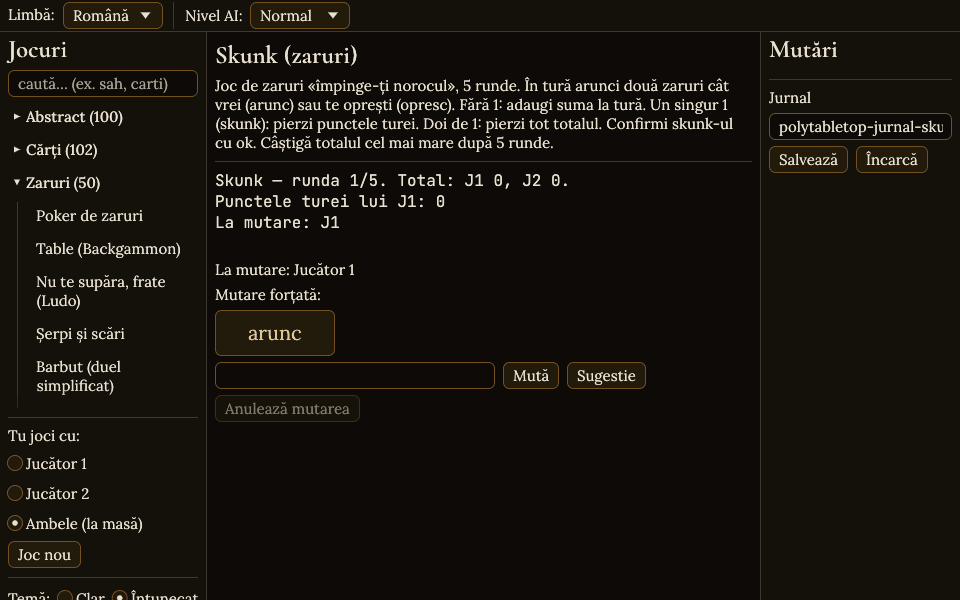 Limbă: Română Nivel AI: Normal
Jocuri
caută... (ex. sah, carti)
Abstract (100)
Cărți (102)
Zaruri (50)
Poker de zaruri
Table (Backgammon)
Nu te supăra, frate
(Ludo)
Șerpi și scări
Barbut (duel
simplificat)
Tu joci cu:
Jucător 1
Jucător 2
Ambele (la masă)
Joc nou
Temă: Clar Întunecat
Skunk (zaruri)
Joc de zaruri «împinge-ți norocul», 5 runde. În tură arunci două zaruri cât
vrei (arunc) sau te oprești (opresc). Fără 1: adaugi suma la tură. Un singur 1
(skunk): pierzi punctele turei. Doi de 1: pierzi tot totalul. Confirmi skunk-ul
cu ok. Câștigă totalul cel mai mare după 5 runde.
Skunk — runda 1/5. Total: J1 0, J2 0.
Punctele turei lui J1: 0
La mutare: J1
La mutare: Jucător 1
Mutare forțată:
arunc
Mută Sugestie
Anulează mutarea
Mutări
Jurnal
polytabletop-jurnal-sku
Salvează Încarcă